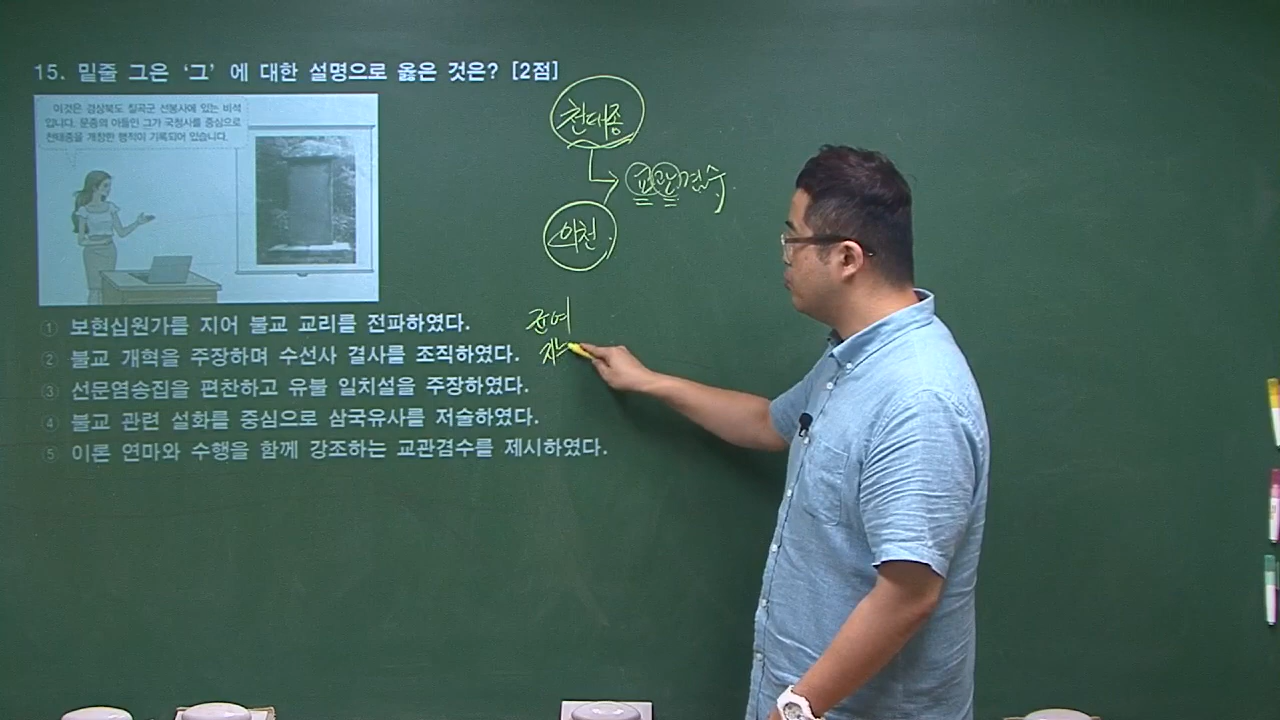 15. 밑줄 그은 '그' 에 대한 설명으로 옳은 것은? [2점]
이것은 경상북도 칠곡군 선봉사에 있는 비석
입니다. 문종의 아들인 그가 국청사를 중심으로
천태종을 개창한 행적이 기록되어 있습니다.
① 보현십원가를 지어 불교 교리를 전파하였다.
② 불교 개혁을 주장하며 수선사 결사를 조직하였다.
③ 선문염송집을 편찬하고 유불 일치설을 주장하였다.
④ 불교 관련 설화를 중심으로 삼국유사를 저술하였다.
⑤ 이론 연마와 수행을 함께 강조하는 교관겸수를 제시하였다.
천태종
교관겸수
의천
균여
지느